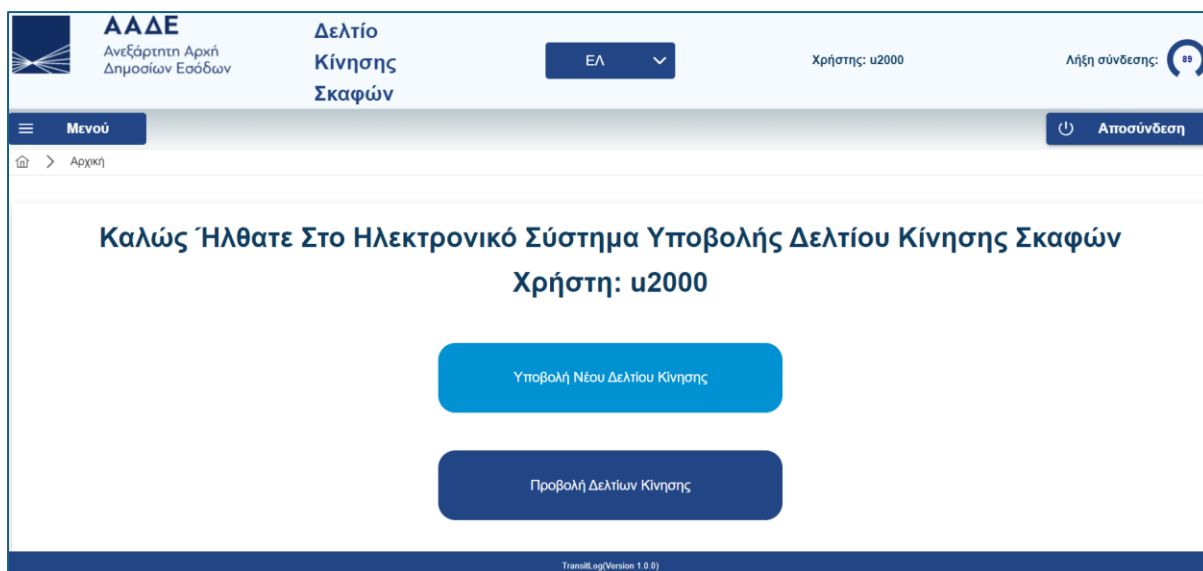 ΑΑΔΕ
Ανεξάρτητη Αρχή
Δημοσίων Εσόδων
Δελτίο
Κίνησης
Σκαφών
ΕΛ
Χρήστης: u2000
Λήξη σύνδεσης: 89
Μενού
Αποσύνδεση
Αρχική
Καλώς Ήλθατε Στο Ηλεκτρονικό Σύστημα Υποβολής Δελτίου Κίνησης Σκαφών
Χρήστη: u2000
Υποβολή Νέου Δελτίου Κίνησης
Προβολή Δελτίων Κίνησης
TransitLog(Version 1.0.0)